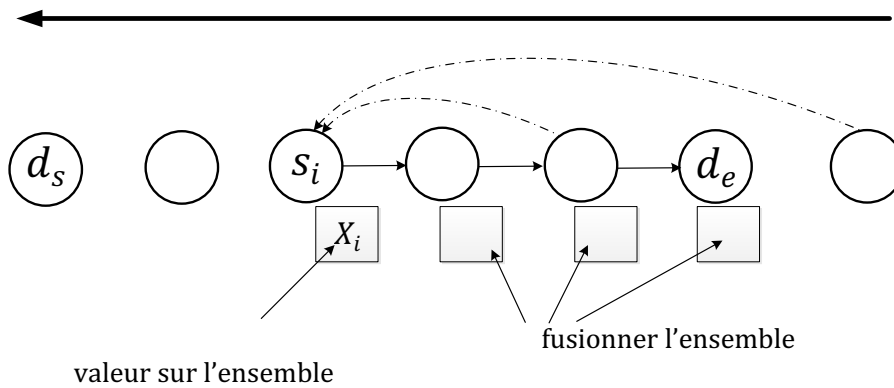 d_s
s_i
d_e
X_i
fusionner l’ensemble
valeur sur l’ensemble